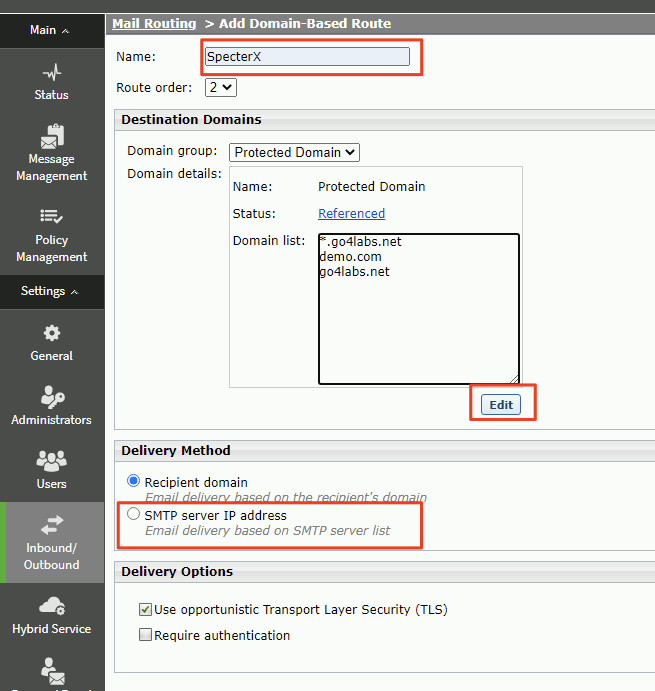 Main
Status
Message
Management
Policy
Management
Settings
General
Administrators
Users
Inbound/
Outbound
Hybrid Service
Mail Routing > Add Domain-Based Route
Name: SpecterX
Route order: 2
Destination Domains
Domain group: Protected Domain
Domain details:
Name: Protected Domain
Status: Referenced
Domain list: *.go4labs.net
demo.com
go4labs.net
Edit
Delivery Method
Recipient domain
Email delivery based on the recipient's domain
SMTP server IP address
Email delivery based on SMTP server list
Delivery Options
Use opportunistic Transport Layer Security (TLS)
Require authentication